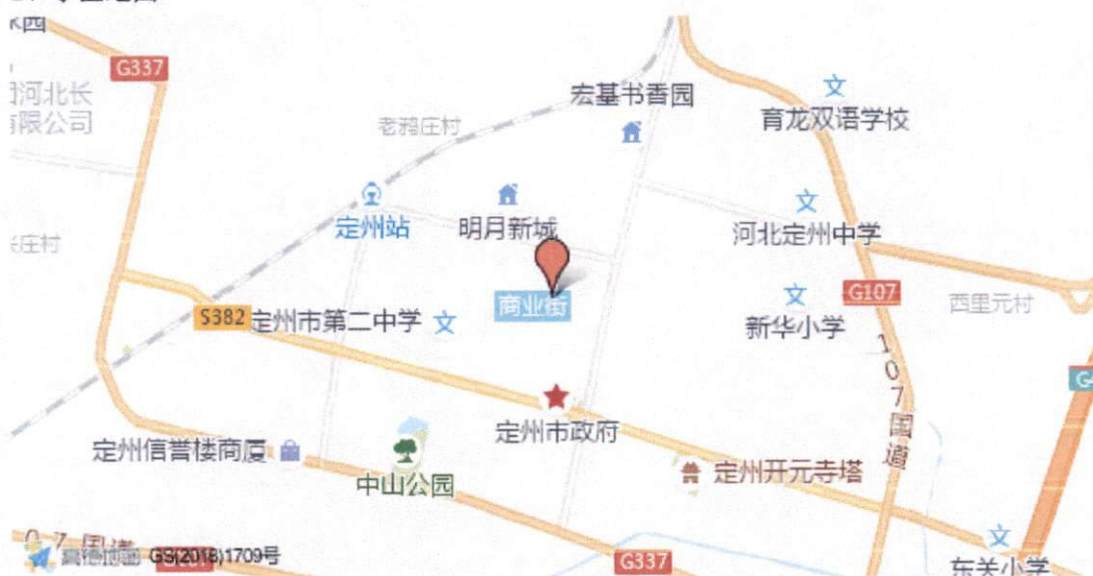 G337
河北长
有限公司
宏基书香园
育龙双语学校
老鸦庄村
定州站
明月新城
河北定州中学
长庄村
商业街
G107
西里元村
S382
定州市第二中学
新华小学
107国道
定州市政府
定州信誉楼商厦
中山公园
定州开元寺塔
高德地图 GS(2018)1709号
G337
东关小学